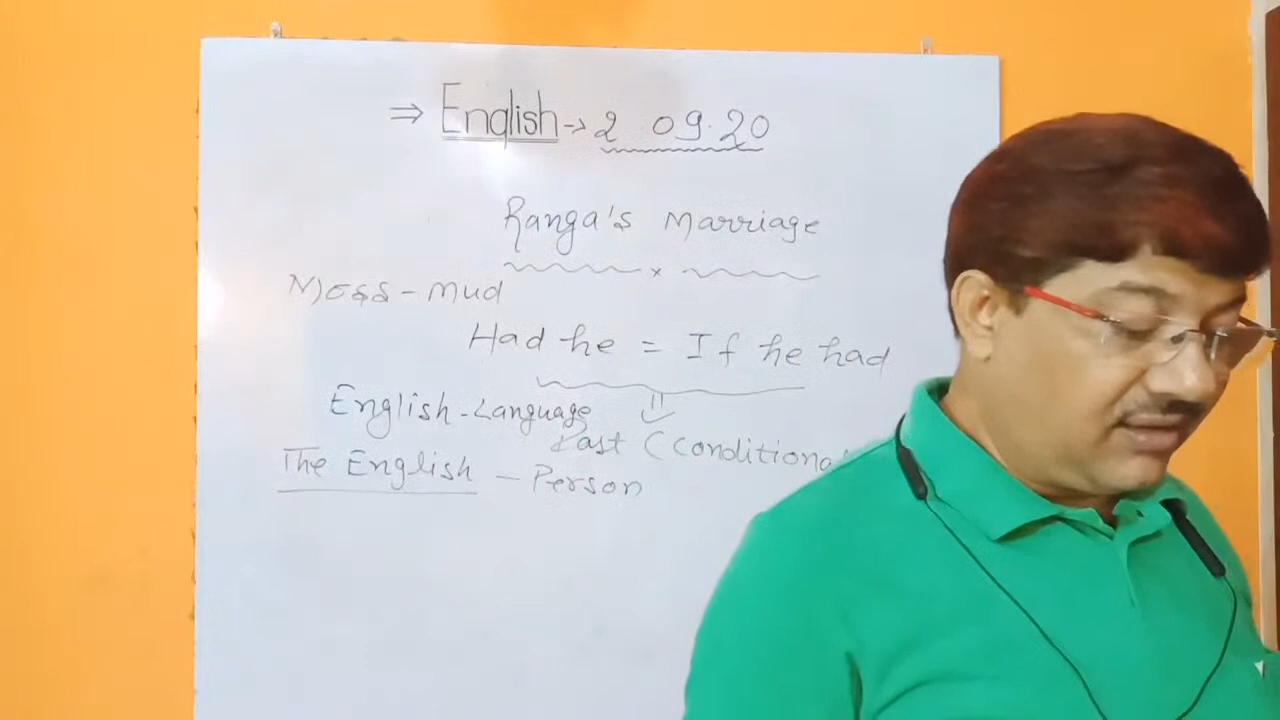 ⇒ English → 2 09.20
Ranga's Marriage
Moss - Mud
Had he = If he had
English - Language
Past (Conditiona
The English - Person